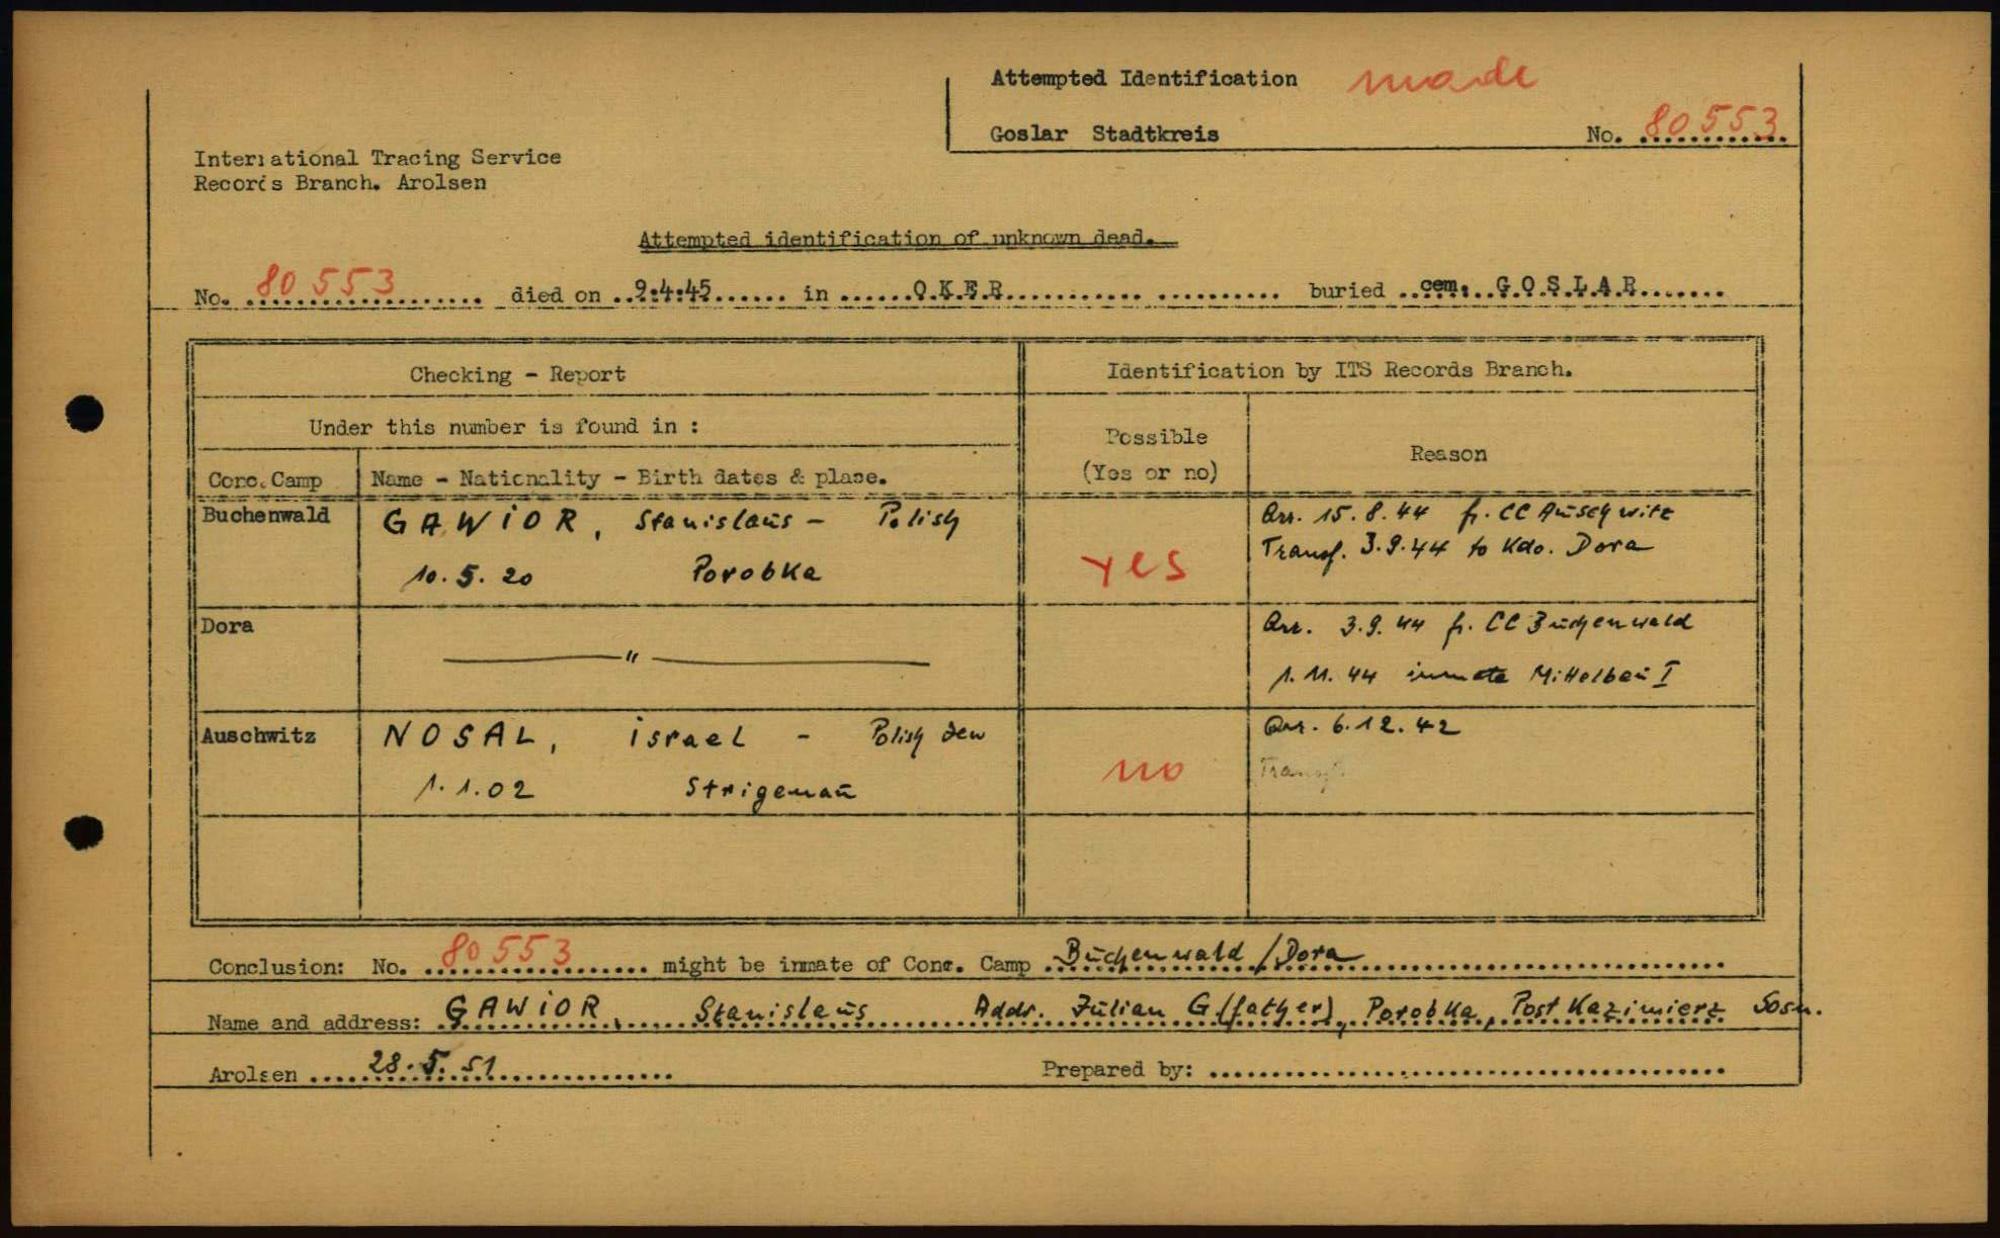 Attempted Identification made
Goslar Stadtkreis No. 80553
International Tracing Service
Records Branch. Arolsen
Attempted identification of unknown dead.
No. 80553 died on 9.4.45 in O.K.E.R. buried cem. G.O.S.L.A.R.
Checking - Report
Identification by ITS Records Branch.
Under this number is found in :
Possible
(Yes or no)
Reason
Conc. Camp Name - Nationality - Birth dates & place.
Buchenwald GAWIOR, Stanislaus - Polish
10.5.20 Porobka
yes
Arr. 15.8.44 fr. CC Auschwitz
Transf. 3.9.44 to Kdo. Dora
Dora
"
Arr. 3.9.44 fr. CC Buchenwald
1.11.44 inmate Mittelbau I
Auschwitz NOSAL, Israel - Polish Jew
1.1.02 Strigenau
no
Arr. 6.12.42
Transf.
Conclusion: No. 80553 might be inmate of Conc. Camp Buchenwald/Dora
Name and address: GAWIOR, Stanislaus Addr. Julian G (father), Porobka, Post Kazimierz Sosn.
Arolsen 28.5.51 Prepared by: